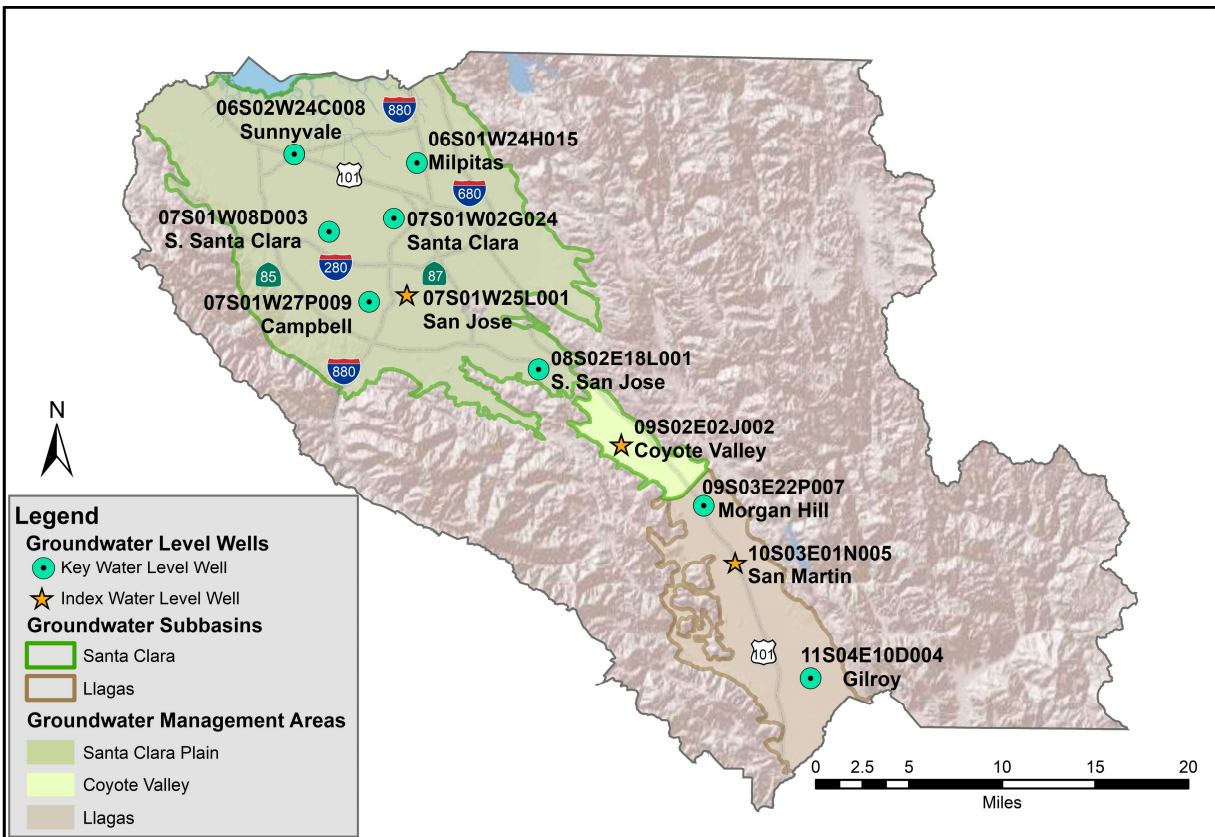 06S02W24C008
Sunnyvale
880
06S01W24H015
Milpitas
101
680
07S01W08D003
S. Santa Clara
07S01W02G024
Santa Clara
280
85
87
07S01W27P009
Campbell
07S01W25L001
San Jose
880
08S02E18L001
S. San Jose
N
09S02E02J002
Coyote Valley
09S03E22P007
Morgan Hill
10S03E01N005
San Martin
101
11S04E10D004
Gilroy
Legend
Groundwater Level Wells
Key Water Level Well
Index Water Level Well
Groundwater Subbasins
Santa Clara
Llagas
Groundwater Management Areas
Santa Clara Plain
Coyote Valley
Llagas
0 2.5 5 10 15 20
Miles